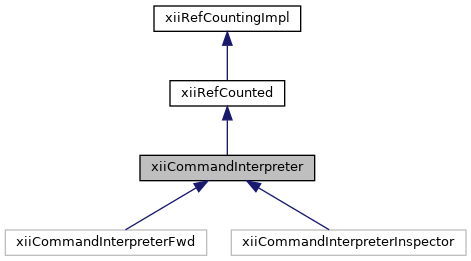 xiiRefCountingImpl
xiiRefCounted
xiiCommandInterpreter
xiiCommandInterpreterFwd
xiiCommandInterpreterInspector